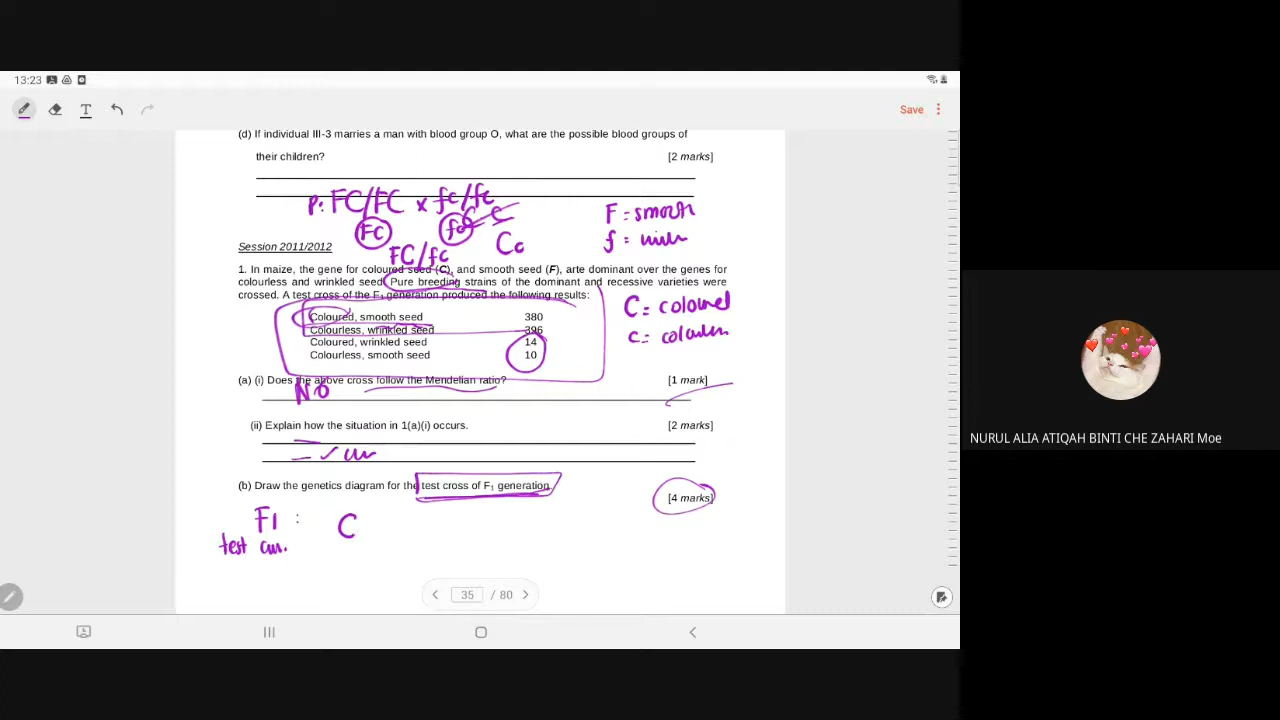 13:23
T
Save
(d) If individual III-3 marries a man with blood group O, what are the possible blood groups of
their children? [2 marks]
P: FC/FC x fc/fc
F = smooth
FC fc
f =
FC/fc
Session 2011/2012
1. In maize, the gene for coloured seed (C), and smooth seed (F), arte dominant over the genes for
colourless and wrinkled seed. Pure breeding strains of the dominant and recessive varieties were
crossed. A test cross of the F1 generation produced the following results:
C = coloured
Coloured, smooth seed 380
Colourless, wrinkled seed 396
c =
Coloured, wrinkled seed 14
Colourless, smooth seed 10
(a) (i) Does the above cross follow the Mendelian ratio? [1 mark]
NO
(ii) Explain how the situation in 1(a)(i) occurs. [2 marks]
(b) Draw the genetics diagram for the test cross of F1 generation.
[4 marks]
F1 : C
test
35 / 80
NURUL ALIA ATIQAH BINTI CHE ZAHARI Moe